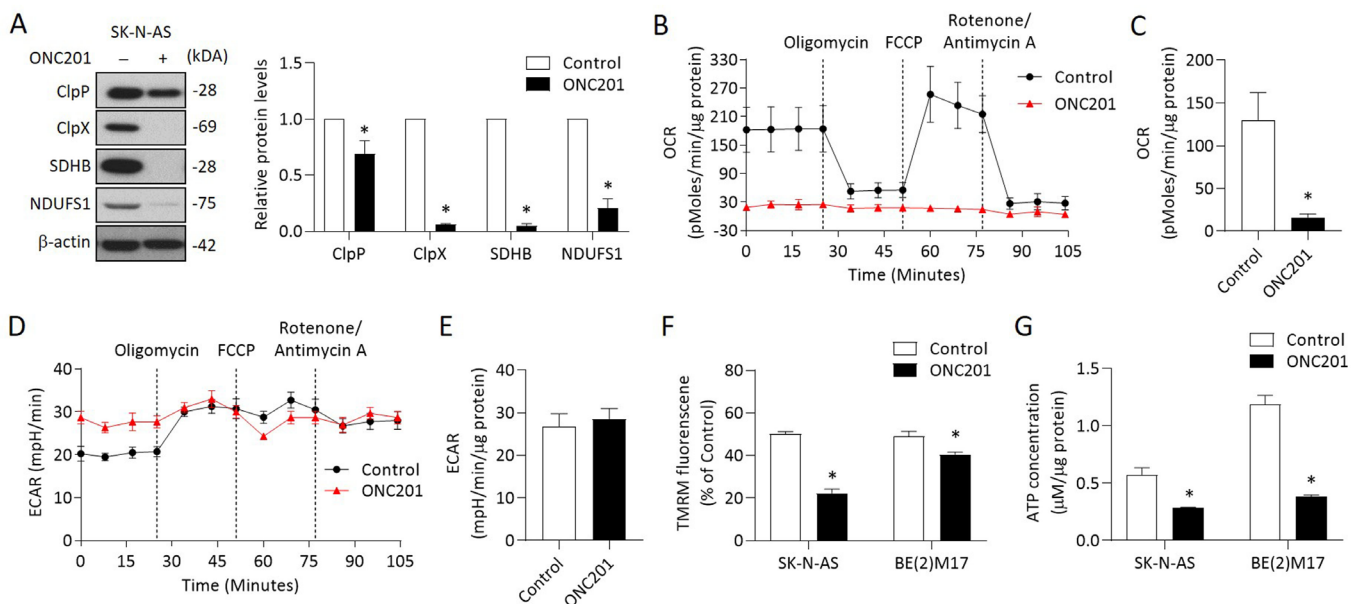 A
SK-N-AS
ONC201 – + (kDa)
ClpP -28
ClpX -69
SDHB -28
NDUFS1 -75
β-actin -42
Control
ONC201
Relative protein levels
1.5
1.0
0.5
0.0
* * * *
ClpP ClpX SDHB NDUFS1
B
Oligomycin FCCP Rotenone/
Antimycin A
Control
ONC201
OCR
(pMoles/min/μg protein)
330
270
210
150
90
30
-30
0 15 30 45 60 75 90 105
Time (Minutes)
C
OCR
(pMoles/min/μg protein)
200
150
100
50
0
*
Control
ONC201
D
Oligomycin FCCP Rotenone/
Antimycin A
ECAR (mpH/min)
40
30
20
10
0
Control
ONC201
0 15 30 45 60 75 90 105
Time (Minutes)
E
ECAR
(mpH/min/μg protein)
40
30
20
10
0
Control
ONC201
F
Control
ONC201
TMRM fluorenscene
(% of Control)
80
60
40
20
0
* *
SK-N-AS BE(2)M17
G
Control
ONC201
ATP concentration
(μM/μg protein)
1.5
1.0
0.5
0.0
* *
SK-N-AS BE(2)M17